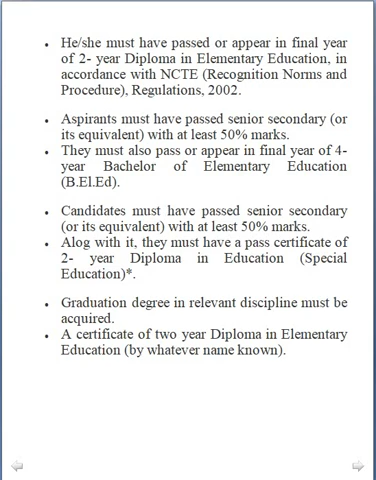 • He/she must have passed or appear in final year
of 2- year Diploma in Elementary Education, in
accordance with NCTE (Recognition Norms and
Procedure), Regulations, 2002.
• Aspirants must have passed senior secondary (or
its equivalent) with at least 50% marks.
• They must also pass or appear in final year of 4-
year Bachelor of Elementary Education
(B.El.Ed).
• Candidates must have passed senior secondary
(or its equivalent) with at least 50% marks.
• Alog with it, they must have a pass certificate of
2- year Diploma in Education (Special
Education)*.
• Graduation degree in relevant discipline must be
acquired.
• A certificate of two year Diploma in Elementary
Education (by whatever name known).